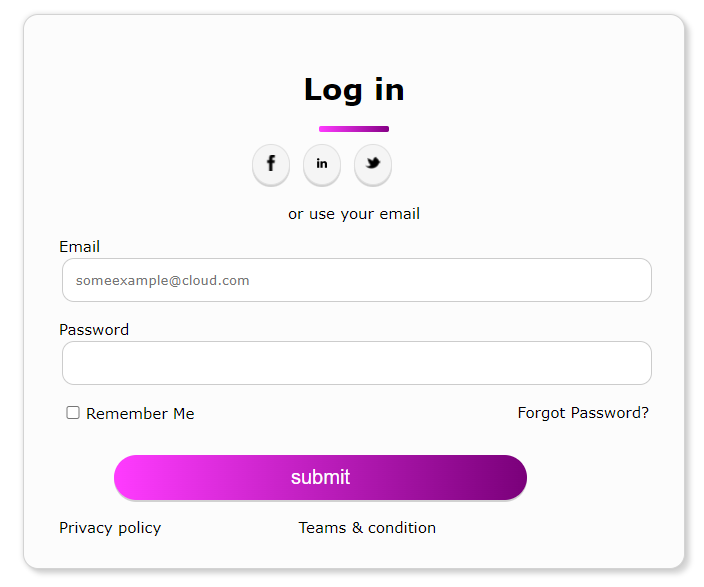 Log in
f in
or use your email
Email
someexample@cloud.com
Password
Remember Me Forgot Password?
submit
Privacy policy Teams & condition